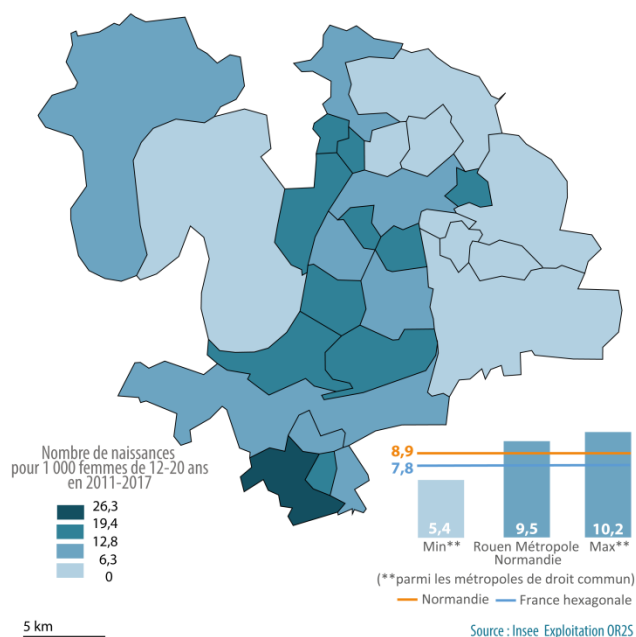 Nombre de naissances
pour 1 000 femmes de 12-20 ans
en 2011-2017
26,3
19,4
12,8
6,3
0
5 km
8,9
7,8
5,4
9,5
10,2
Min**
Rouen Métropole
Normandie
Max**
(**parmi les métropoles de droit commun)
Normandie
France hexagonale
Source : Insee Exploitation OR2S